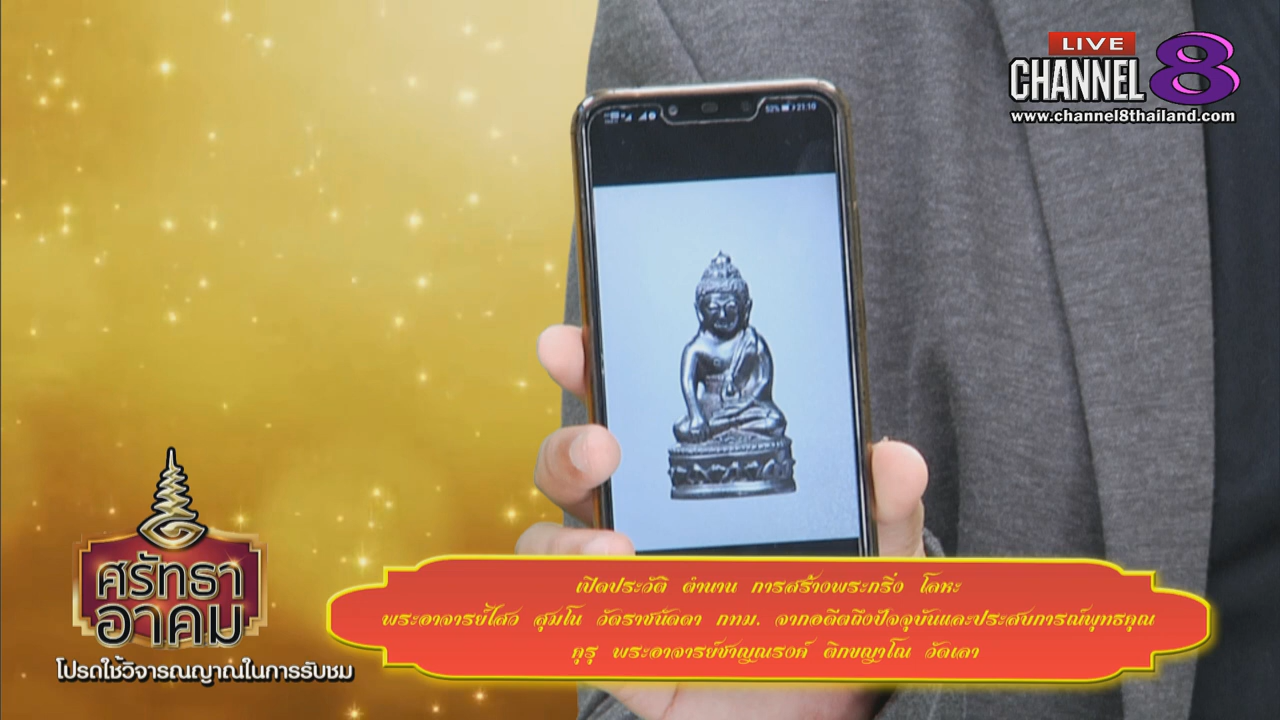 LIVE
CHANNEL 8
www.channel8thailand.com
52% 21:10
ศรัทธา
อาคม
โปรดใช้วิจารณญาณในการรับชม
เปิดประวัติ ตำนาน การสร้างพระกริ่ง โลหะ
พระอาจารย์ไสว สุมโน วัดราชนัดดา กทม. จากอดีตถึงปัจจุบันและประสบการณ์พุทธคุณ
คุรุ พระอาจารย์ชาญณรงค์ ติกขญาโณ วัดเลา